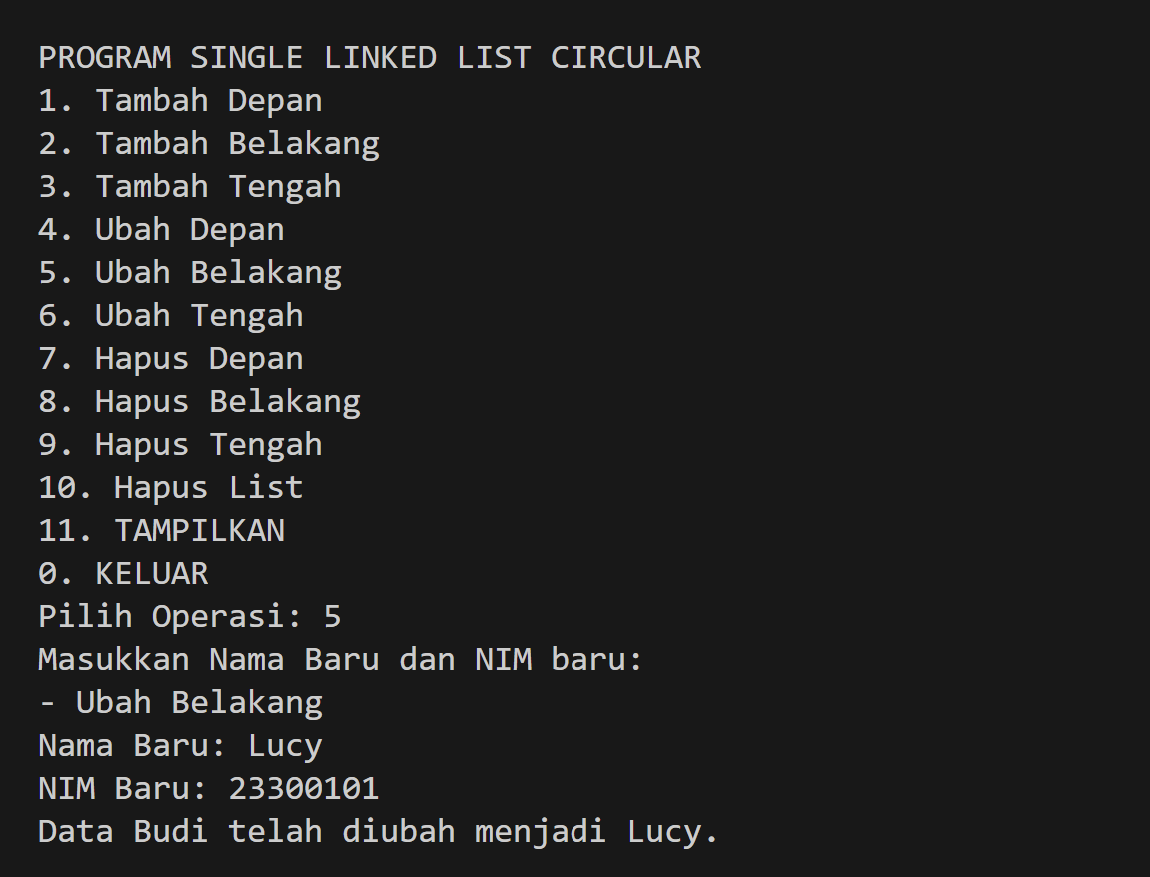 PROGRAM SINGLE LINKED LIST CIRCULAR
1. Tambah Depan
2. Tambah Belakang
3. Tambah Tengah
4. Ubah Depan
5. Ubah Belakang
6. Ubah Tengah
7. Hapus Depan
8. Hapus Belakang
9. Hapus Tengah
10. Hapus List
11. TAMPILKAN
0. KELUAR
Pilih Operasi: 5
Masukkan Nama Baru dan NIM baru:
- Ubah Belakang
Nama Baru: Lucy
NIM Baru: 23300101
Data Budi telah diubah menjadi Lucy.